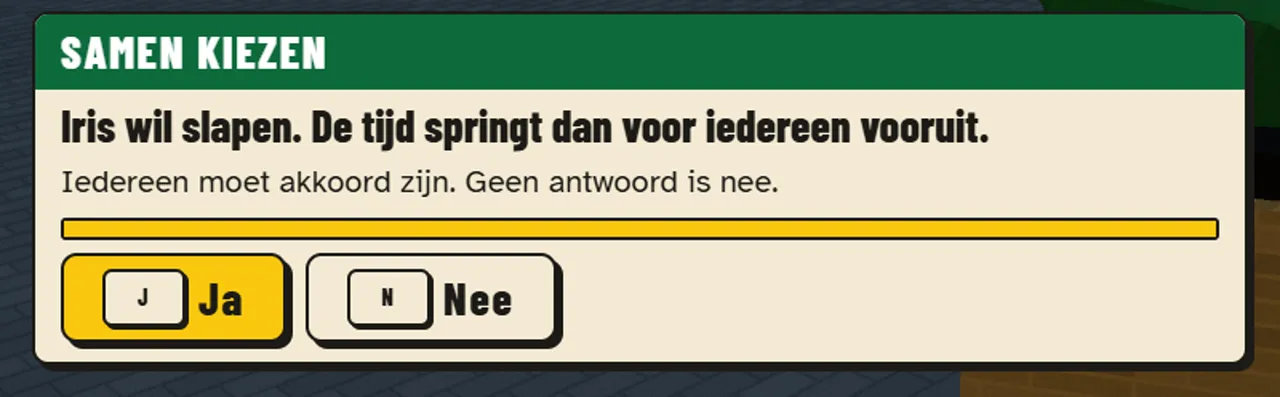 SAMEN KIEZEN
Iris wil slapen. De tijd springt dan voor iedereen vooruit.
Iedereen moet akkoord zijn. Geen antwoord is nee.
J Ja N Nee